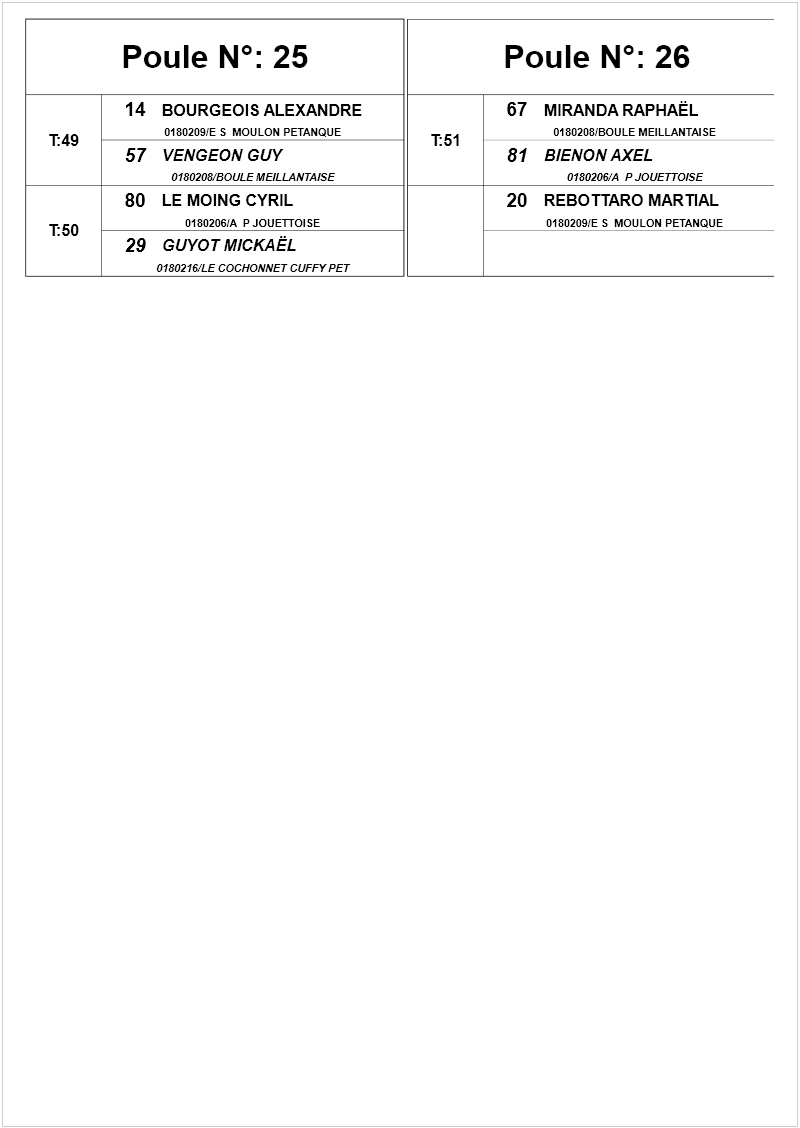 Poule N°: 25
T:49
14 BOURGEOIS ALEXANDRE
0180209/E S  MOULON PETANQUE
57 VENGEON GUY
0180208/BOULE MEILLANTAISE
T:50
80 LE MOING CYRIL
0180206/A  P JOUETTOISE
29 GUYOT MICKAËL
0180216/LE COCHONNET CUFFY PET
Poule N°: 26
T:51
67 MIRANDA RAPHAËL
0180208/BOULE MEILLANTAISE
81 BIENON AXEL
0180206/A  P JOUETTOISE
20 REBOTTARO MARTIAL
0180209/E S  MOULON PETANQUE